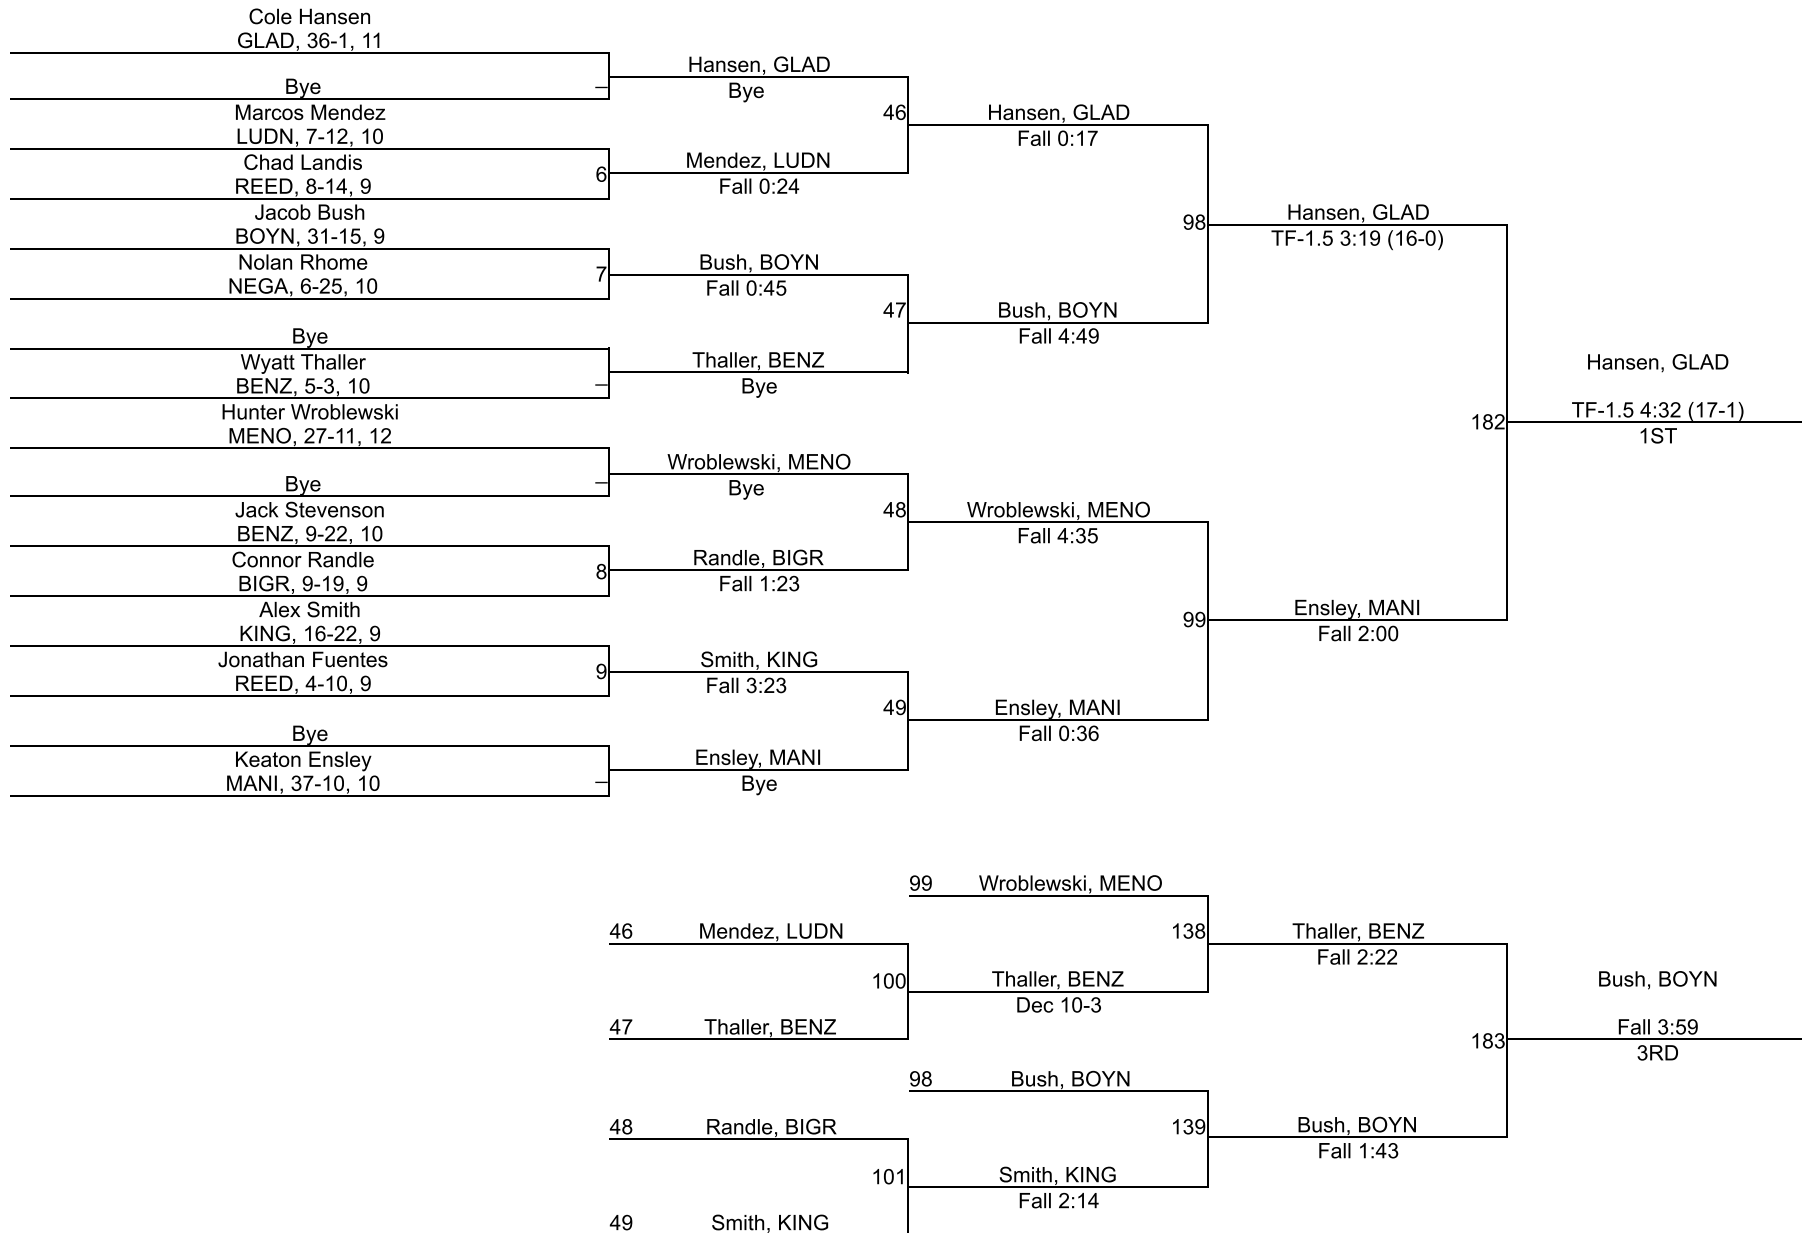 Cole Hansen
GLAD, 36-1, 11
Bye
–
Marcos Mendez
LUDN, 7-12, 10
Chad Landis
REED, 8-14, 9
6
Jacob Bush
BOYN, 31-15, 9
Nolan Rhome
NEGA, 6-25, 10
7
Bye
Wyatt Thaller
BENZ, 5-3, 10
–
Hunter Wroblewski
MENO, 27-11, 12
Bye
–
Jack Stevenson
BENZ, 9-22, 10
Connor Randle
BIGR, 9-19, 9
8
Alex Smith
KING, 16-22, 9
Jonathan Fuentes
REED, 4-10, 9
9
Bye
Keaton Ensley
MANI, 37-10, 10
–
Hansen, GLAD
Bye
46
Mendez, LUDN
Fall 0:24
Bush, BOYN
Fall 0:45
47
Thaller, BENZ
Bye
Wroblewski, MENO
Bye
48
Randle, BIGR
Fall 1:23
Smith, KING
Fall 3:23
49
Ensley, MANI
Bye
Hansen, GLAD
Fall 0:17
98
Bush, BOYN
Fall 4:49
Wroblewski, MENO
Fall 4:35
99
Ensley, MANI
Fall 0:36
Hansen, GLAD
TF-1.5 3:19 (16-0)
182
Ensley, MANI
Fall 2:00
Hansen, GLAD
TF-1.5 4:32 (17-1)
1ST
46 Mendez, LUDN
100
47 Thaller, BENZ
48 Randle, BIGR
101
49 Smith, KING
99 Wroblewski, MENO
138
Thaller, BENZ
Dec 10-3
98 Bush, BOYN
139
Smith, KING
Fall 2:14
Thaller, BENZ
Fall 2:22
183
Bush, BOYN
Fall 1:43
Bush, BOYN
Fall 3:59
3RD